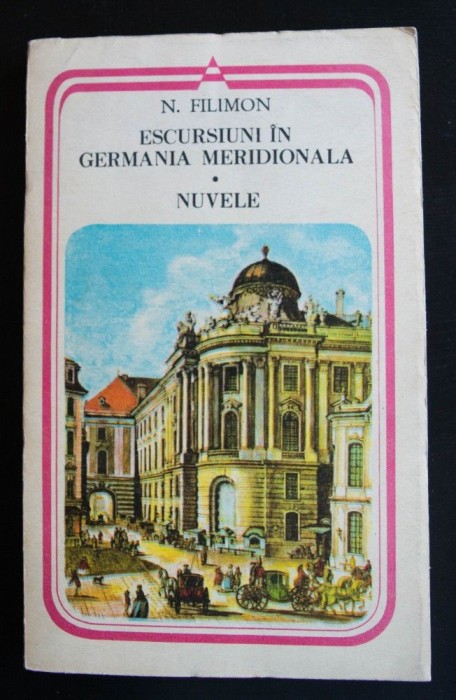 N. FILIMON
ESCURSIUNI ÎN
GERMANIA MERIDIONALA
•
NUVELE